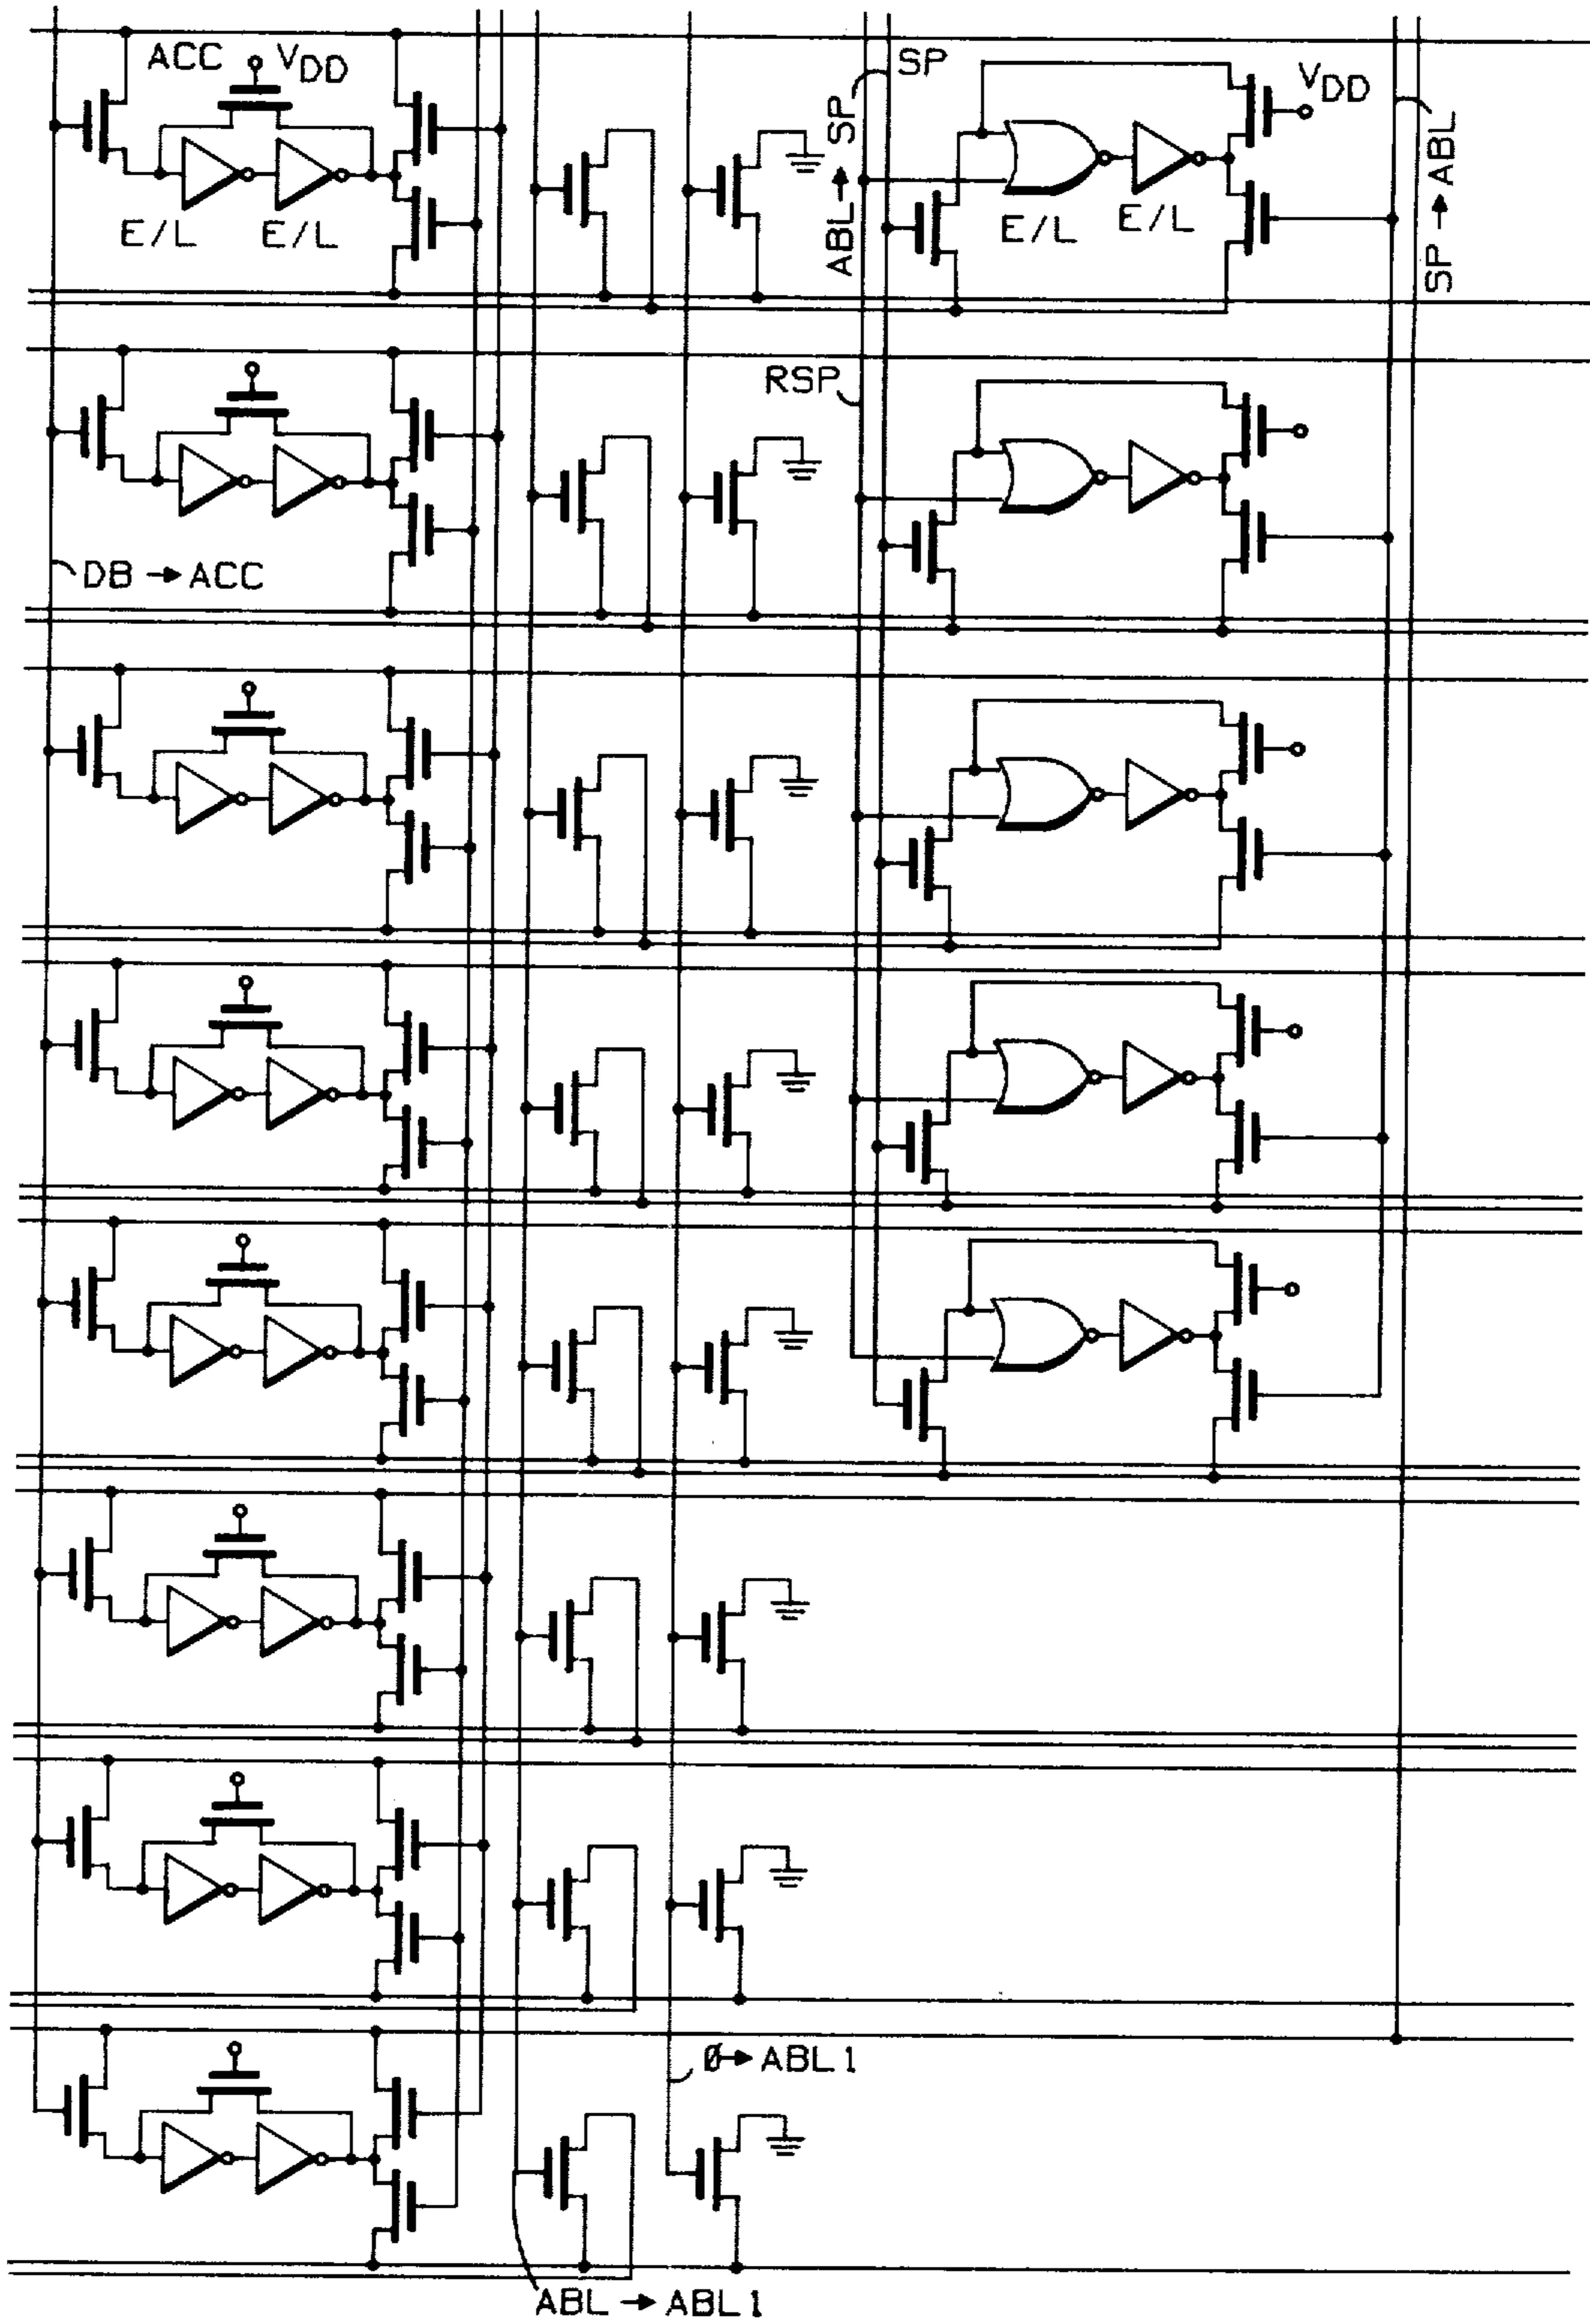 ACC
VDD
E/L
E/L
DB → ACC
ABL → SP
SP
RSP
E/L
E/L
VDD
SP → ABL
Ø → ABL1
ABL → ABL1